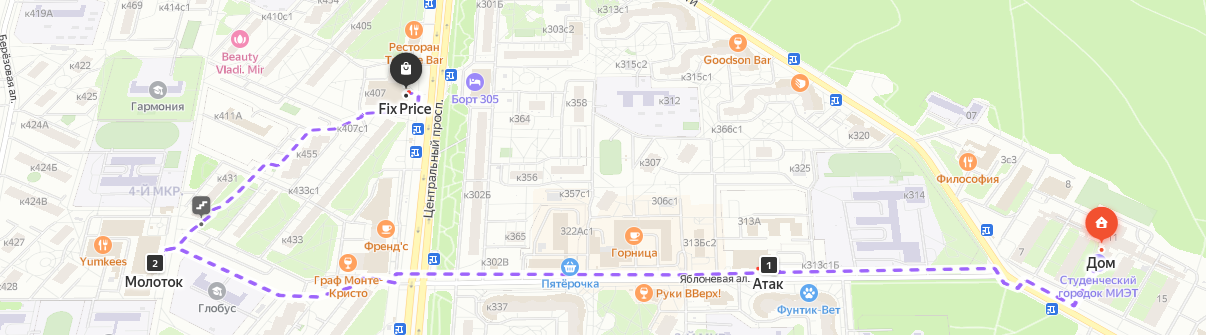 к419А
к410с1
к414с1
к409с1
к405
Ресторан
Beauty
Vladi. Mir
к422
к425
Гармония
к407
Fix Price
к411А
к407с1
к424А
к424Б
к455
к431
4-Й МКР.
к433с1
к424В
к433
к427
Yumkees
2
Молоток
Глобус
Френд'с
Граф Монте-
Кристо
Берёзовая ал.
Центральный просп.
к301Б
к303с2
к313с1
к315с2
к315с1
Goodson Bar
Борт 305
к358
к312
к364
к366с1
к320
к307
к325
к356
к302Б
к357с1
306с1
322Ас1
313А
к365
Горница
313Бс2
к302В
к313с1Б
Пятёрочка
Яблоневая ал.
1
Атак
к337
Руки ВВерх!
Фунтик-Вет
к314
07
3с3
Философия
8
7
Дом
Студенческий
городок МИЭТ
15